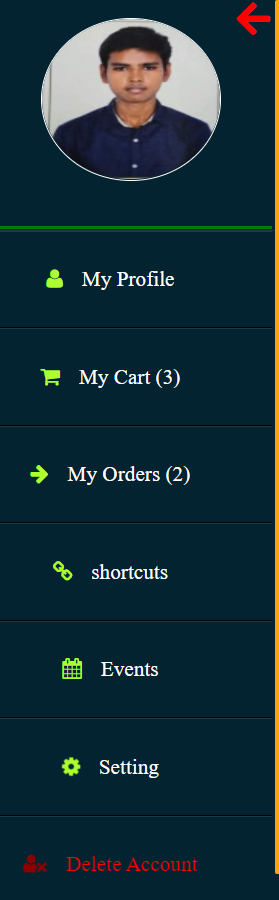 My Profile
My Cart (3)
My Orders (2)
shortcuts
Events
Setting
Delete Account